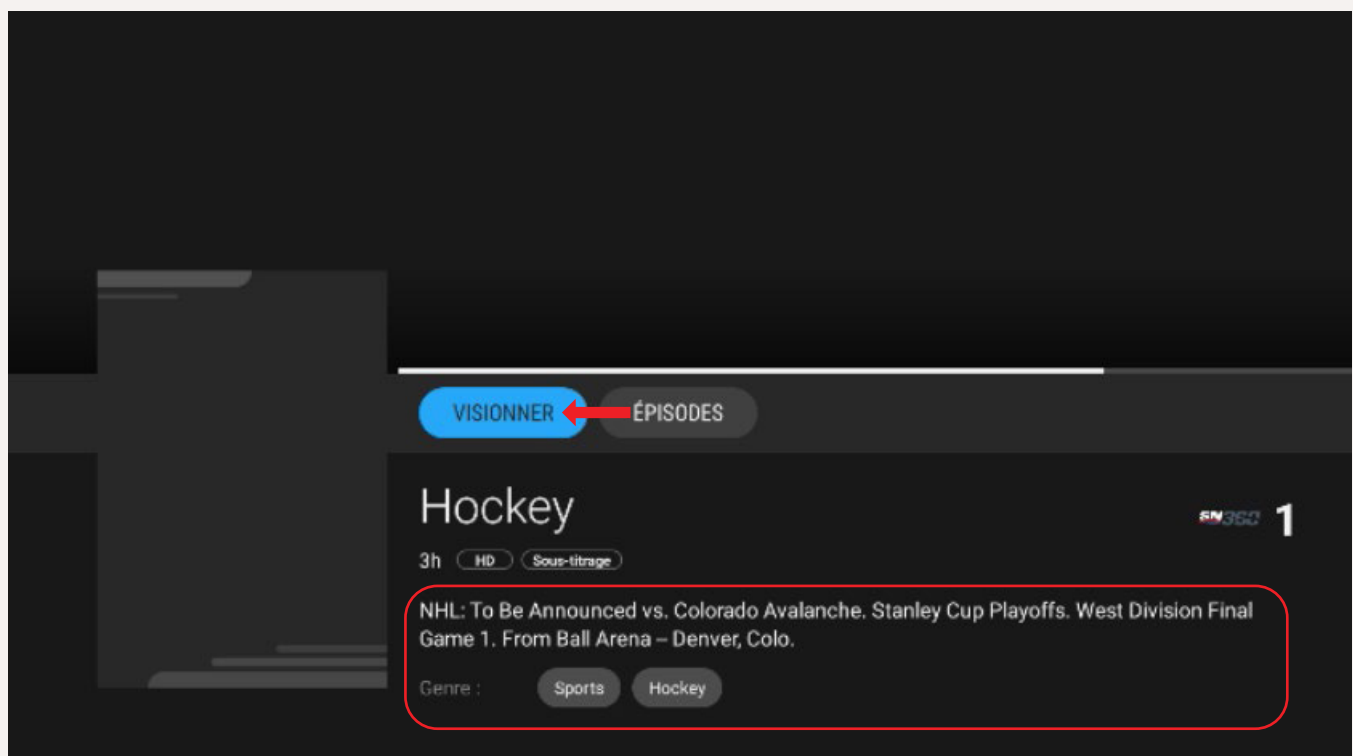 VISIONNER ÉPISODES
Hockey
SN360 1
3h HD Sous-titrage
NHL: To Be Announced vs. Colorado Avalanche. Stanley Cup Playoffs. West Division Final
Game 1. From Ball Arena – Denver, Colo.
Genre : Sports Hockey